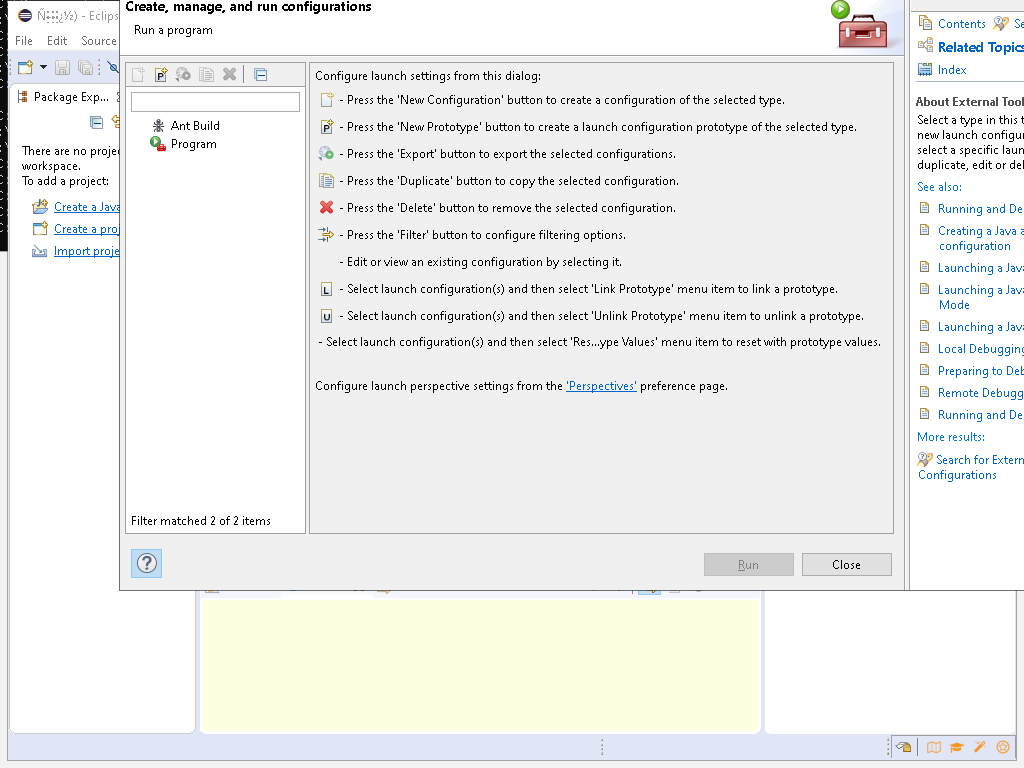 Create, manage, and run configurations
Run a program
- Eclips
File Edit Source
Package Exp...
There are no proje
workspace.
To add a project:
Create a Java
Create a proj
Import proje
Ant Build
Program
Filter matched 2 of 2 items
Configure launch settings from this dialog:
- Press the 'New Configuration' button to create a configuration of the selected type.
- Press the 'New Prototype' button to create a launch configuration prototype of the selected type.
- Press the 'Export' button to export the selected configurations.
- Press the 'Duplicate' button to copy the selected configuration.
- Press the 'Delete' button to remove the selected configuration.
- Press the 'Filter' button to configure filtering options.
- Edit or view an existing configuration by selecting it.
L - Select launch configuration(s) and then select 'Link Prototype' menu item to link a prototype.
U - Select launch configuration(s) and then select 'Unlink Prototype' menu item to unlink a prototype.
- Select launch configuration(s) and then select 'Res...ype Values' menu item to reset with prototype values.
Configure launch perspective settings from the 'Perspectives' preference page.
Run
Close
Contents Se
Related Topics
Index
About External Tool
Select a type in this t
new launch configur
select a specific laun
duplicate, edit or del
See also:
Running and De
Creating a Java a
configuration
Launching a Jav
Launching a Java
Mode
Launching a Java
Local Debugging
Preparing to Deb
Remote Debugg
Running and De
More results:
Search for Extern
Configurations